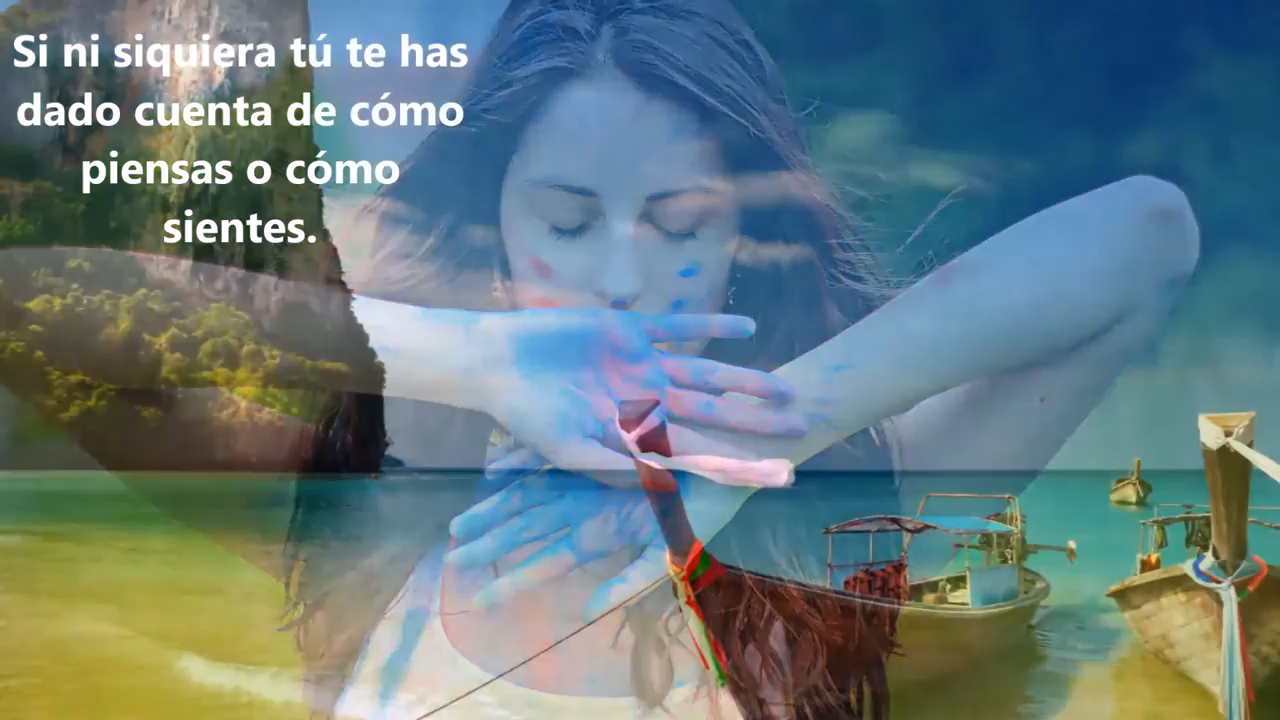 Si ni siquiera tú te has
dado cuenta de cómo
piensas o cómo
sientes.